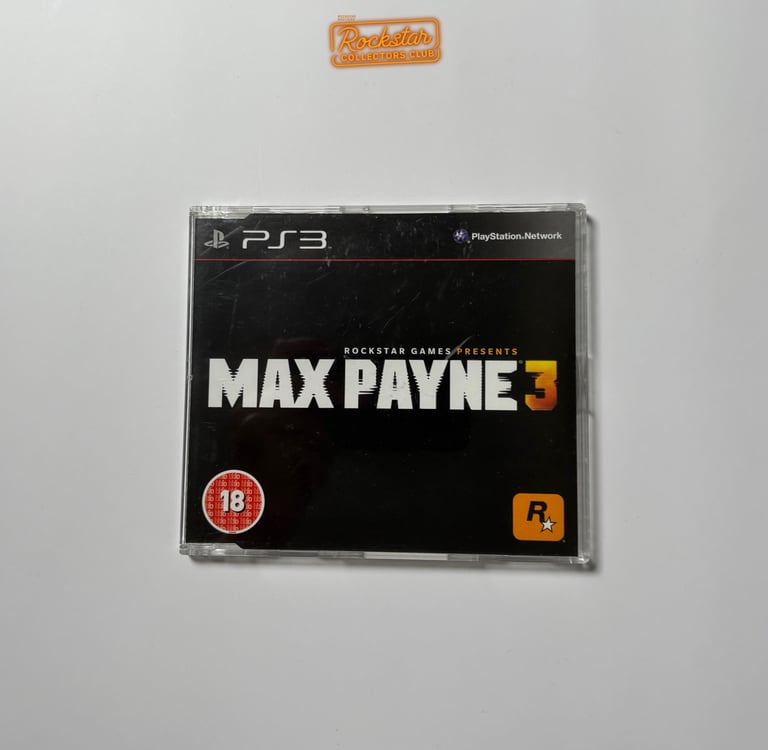 Rockstar
COLLECTORS CLUB
PS3
PlayStation®Network
ROCKSTAR GAMES PRESENTS
MAX PAYNE 3
18
R